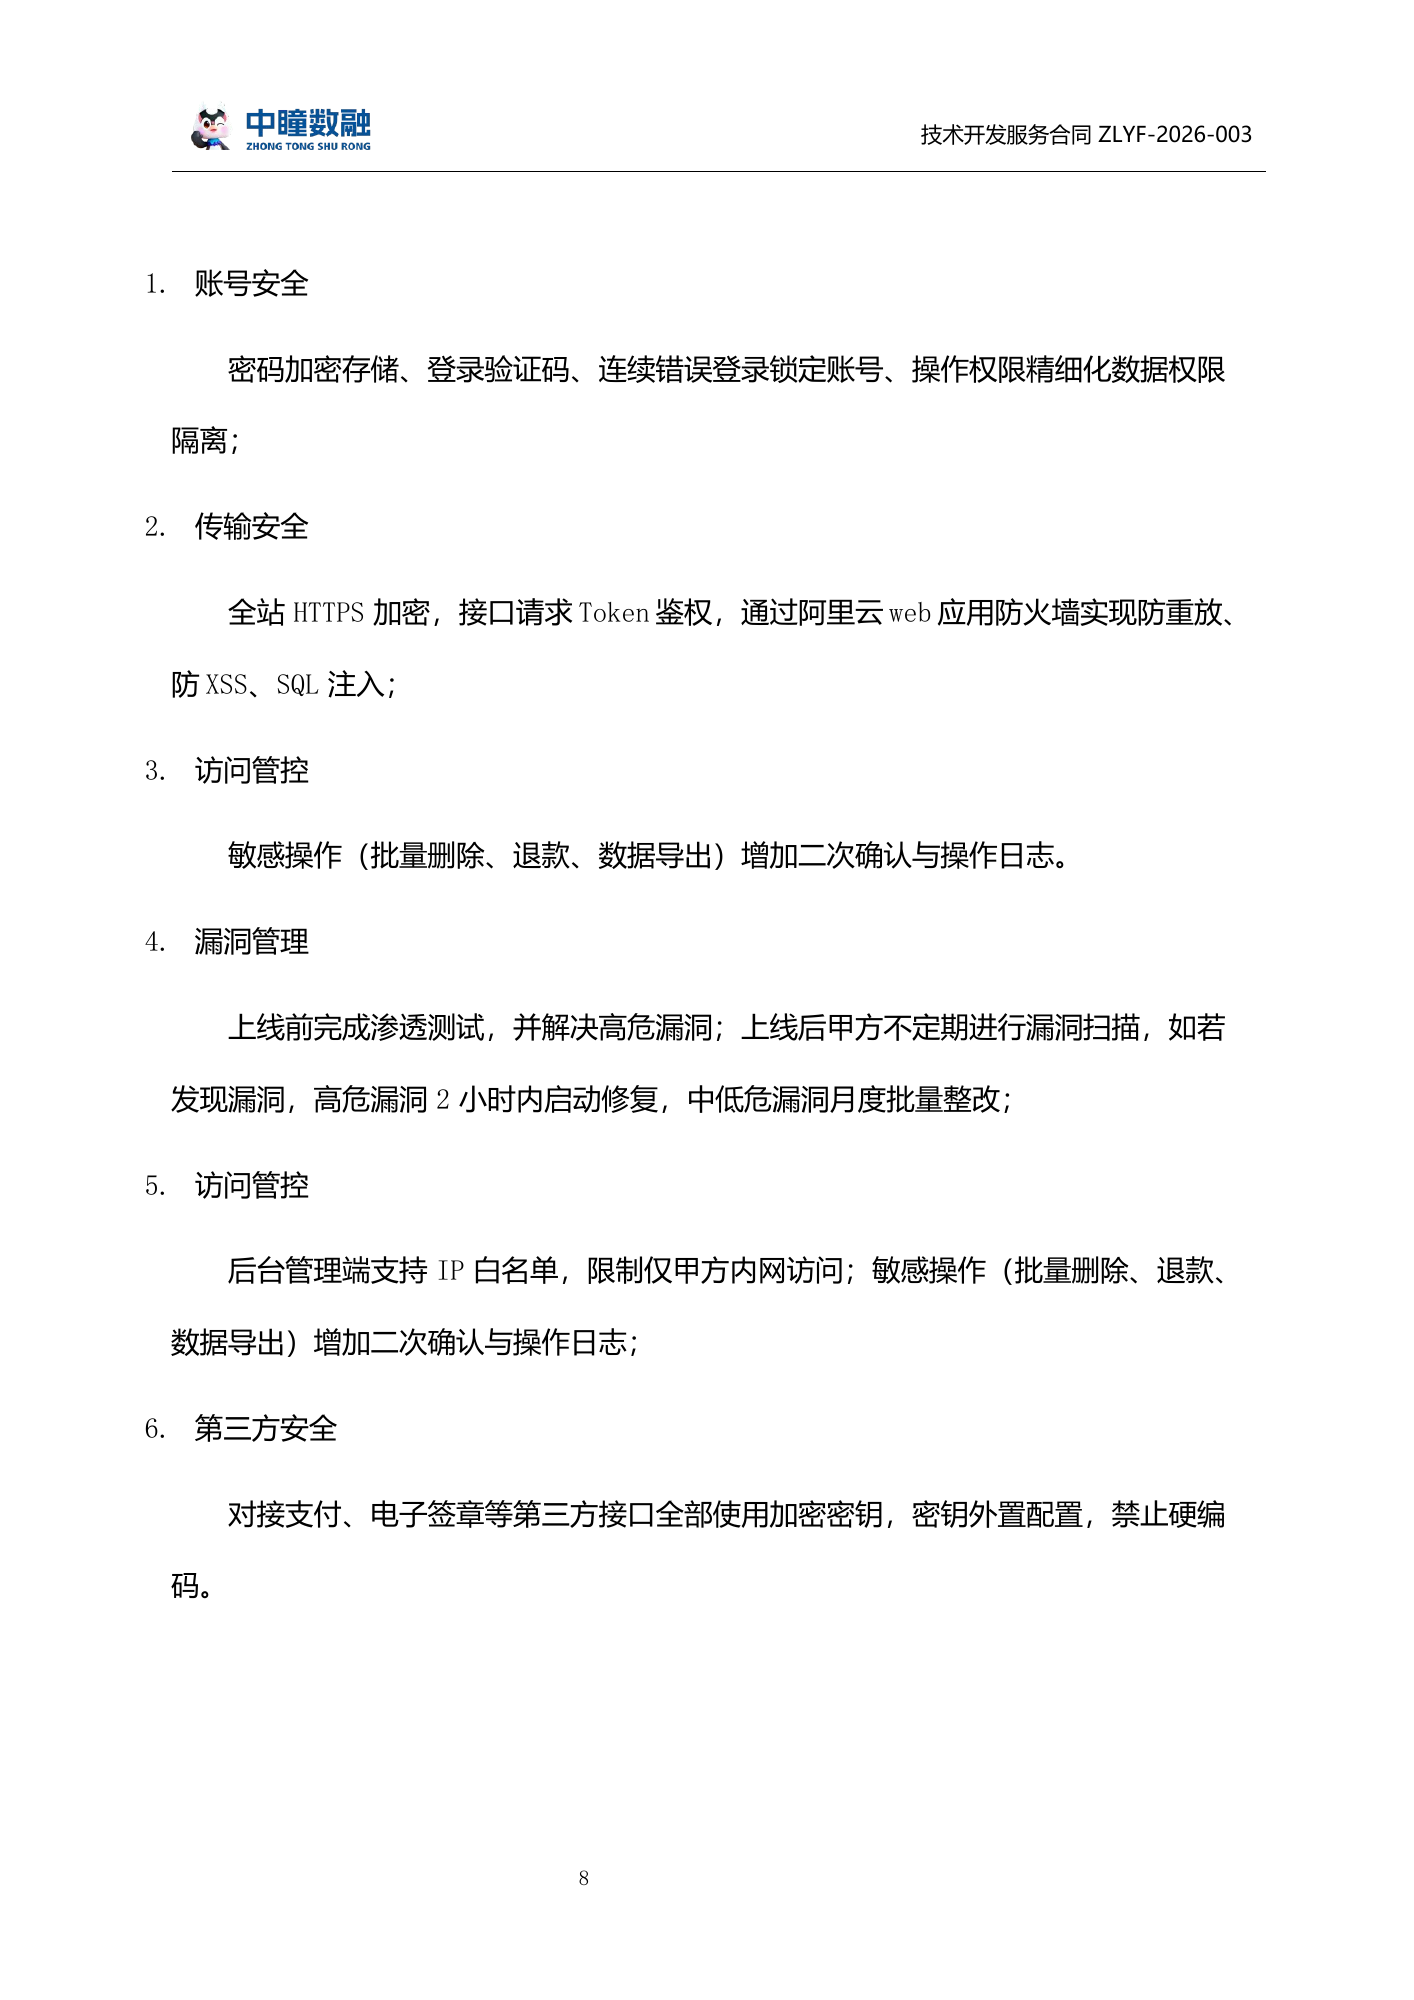 中瞳数融
ZHONG TONG SHU RONG
技术开发服务合同 ZLYF-2026-003
1. 账号安全
密码加密存储、登录验证码、连续错误登录锁定账号、操作权限精细化数据权限
隔离；
2. 传输安全
全站 HTTPS 加密，接口请求 Token 鉴权，通过阿里云 web 应用防火墙实现防重放、
防 XSS、SQL 注入；
3. 访问管控
敏感操作（批量删除、退款、数据导出）增加二次确认与操作日志。
4. 漏洞管理
上线前完成渗透测试，并解决高危漏洞；上线后甲方不定期进行漏洞扫描，如若
发现漏洞，高危漏洞 2 小时内启动修复，中低危漏洞月度批量整改；
5. 访问管控
后台管理端支持 IP 白名单，限制仅甲方内网访问；敏感操作（批量删除、退款、
数据导出）增加二次确认与操作日志；
6. 第三方安全
对接支付、电子签章等第三方接口全部使用加密密钥，密钥外置配置，禁止硬编
码。
8